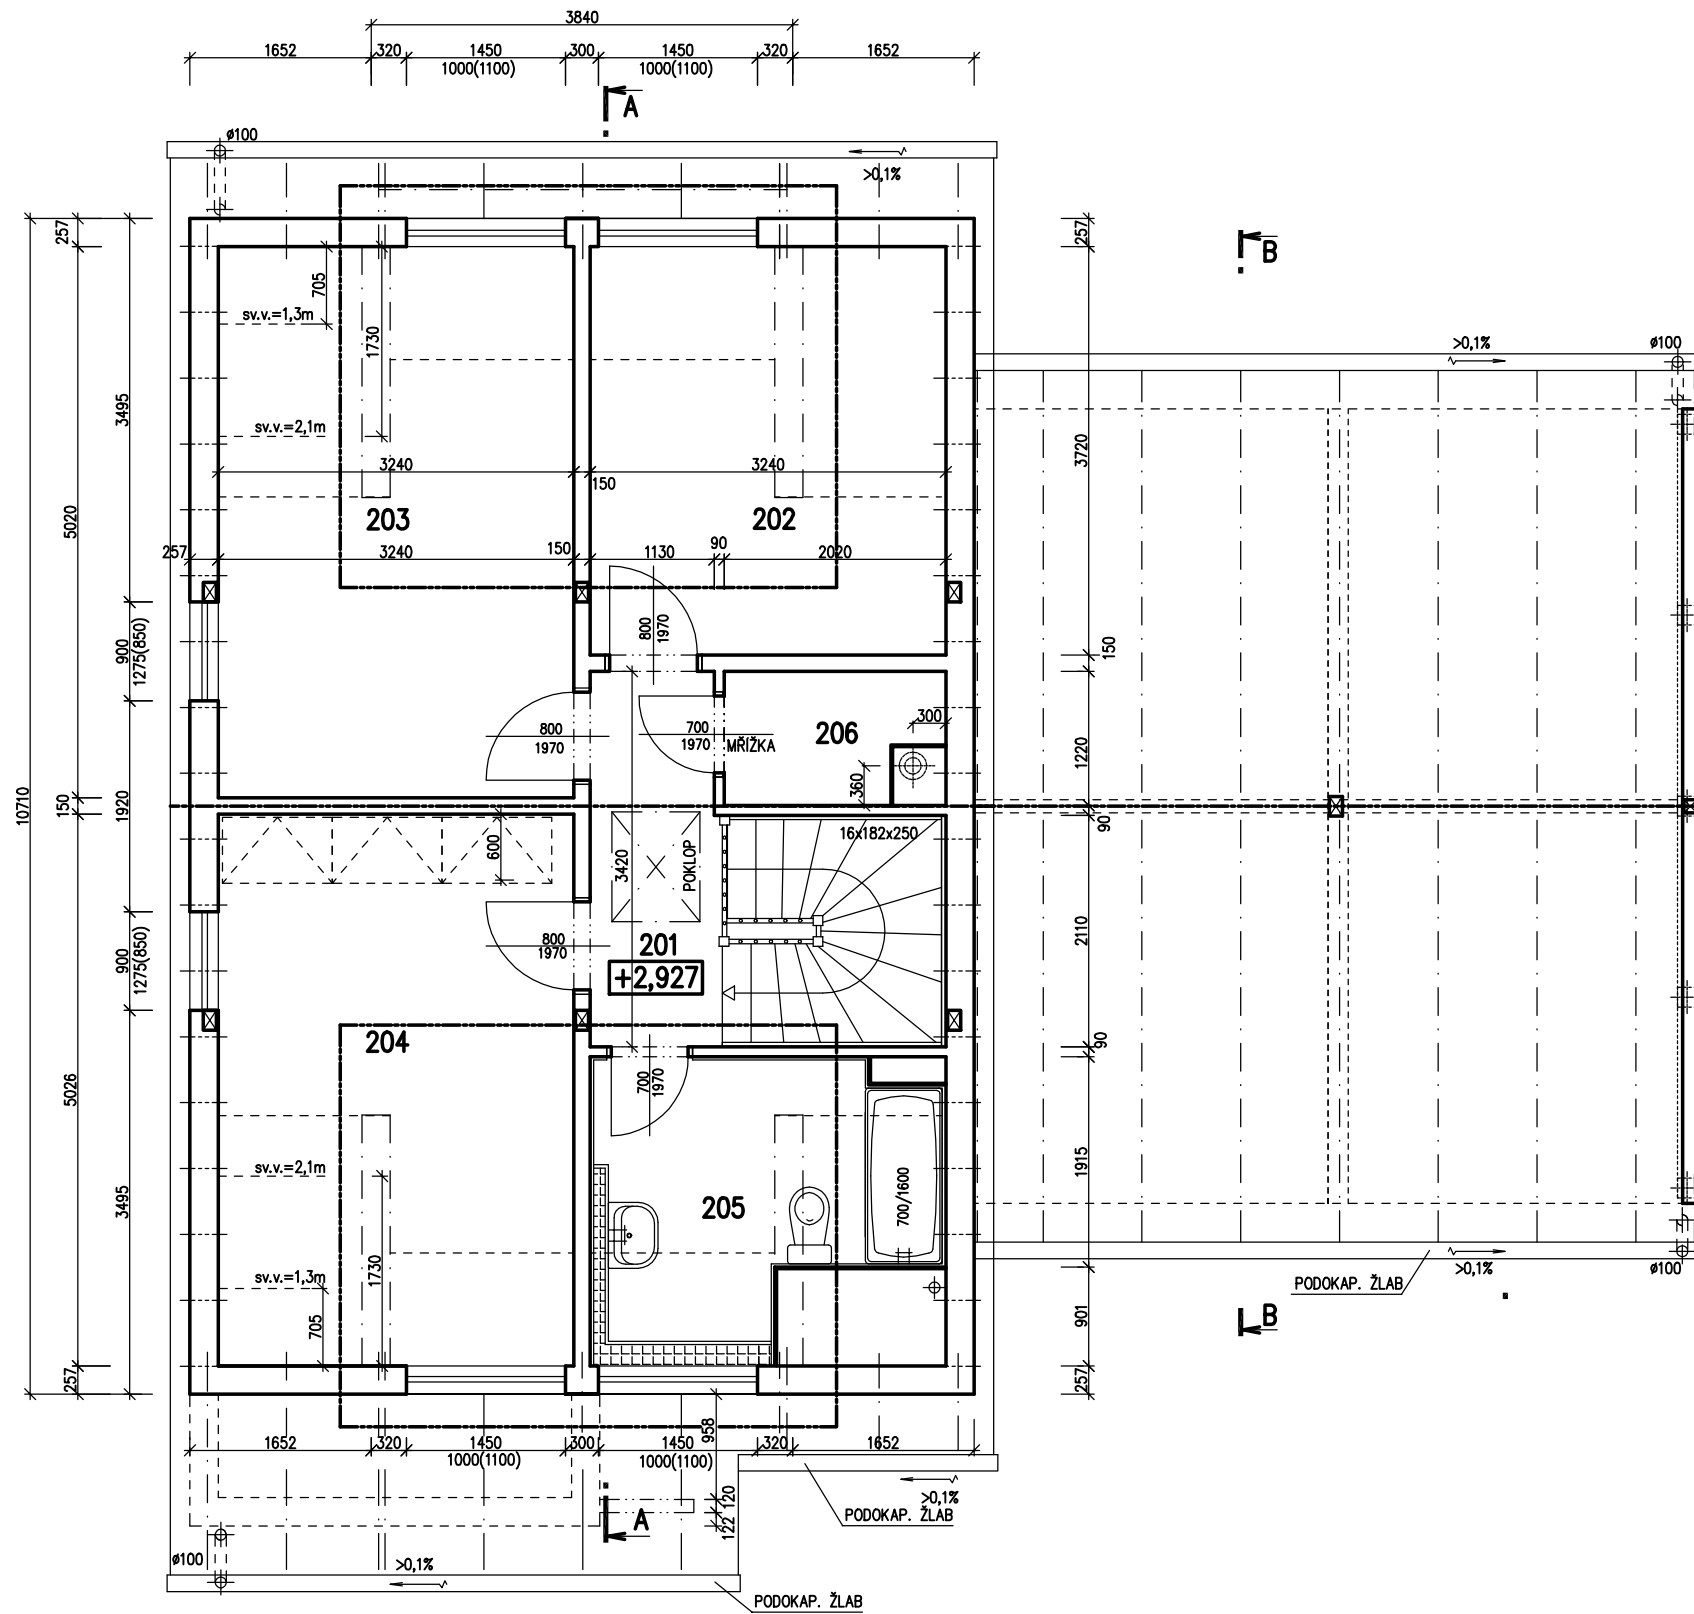 3840
1652 320 1450 300 1450 320 1652
1000(1100) 1000(1100)
A
ø100
>0,1%
257
257
B
705
sv.v.=1,3m
1730
>0,1%
ø100
3495
sv.v.=2,1m
3720
3240 3240
150
5020
203 202
257 3240 150 1130 90 2020
900
1275(850)
800
1970
150
800
1970
700
1970
MŘÍŽKA
206
300
1220
360
10710
150
1920
90
600
3420
POKLOP
16x182x250
900
1275(850)
800
1970
201
+2,927
2110
204
90
700
1970
5026
3495
sv.v.=2,1m
1915
205
700/1600
1730
sv.v.=1,3m
>0,1%
ø100
PODOKAP. ŽLAB
705
901
B
257
257
958
1652 320 1450 300 1450 320 1652
1000(1100) 1000(1100)
120
122
>0,1%
A
PODOKAP. ŽLAB
ø100
>0,1%
PODOKAP. ŽLAB